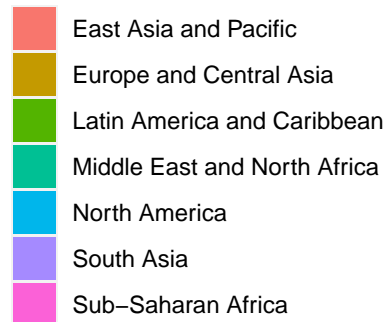 East Asia and Pacific
Europe and Central Asia
Latin America and Caribbean
Middle East and North Africa
North America
South Asia
Sub−Saharan Africa